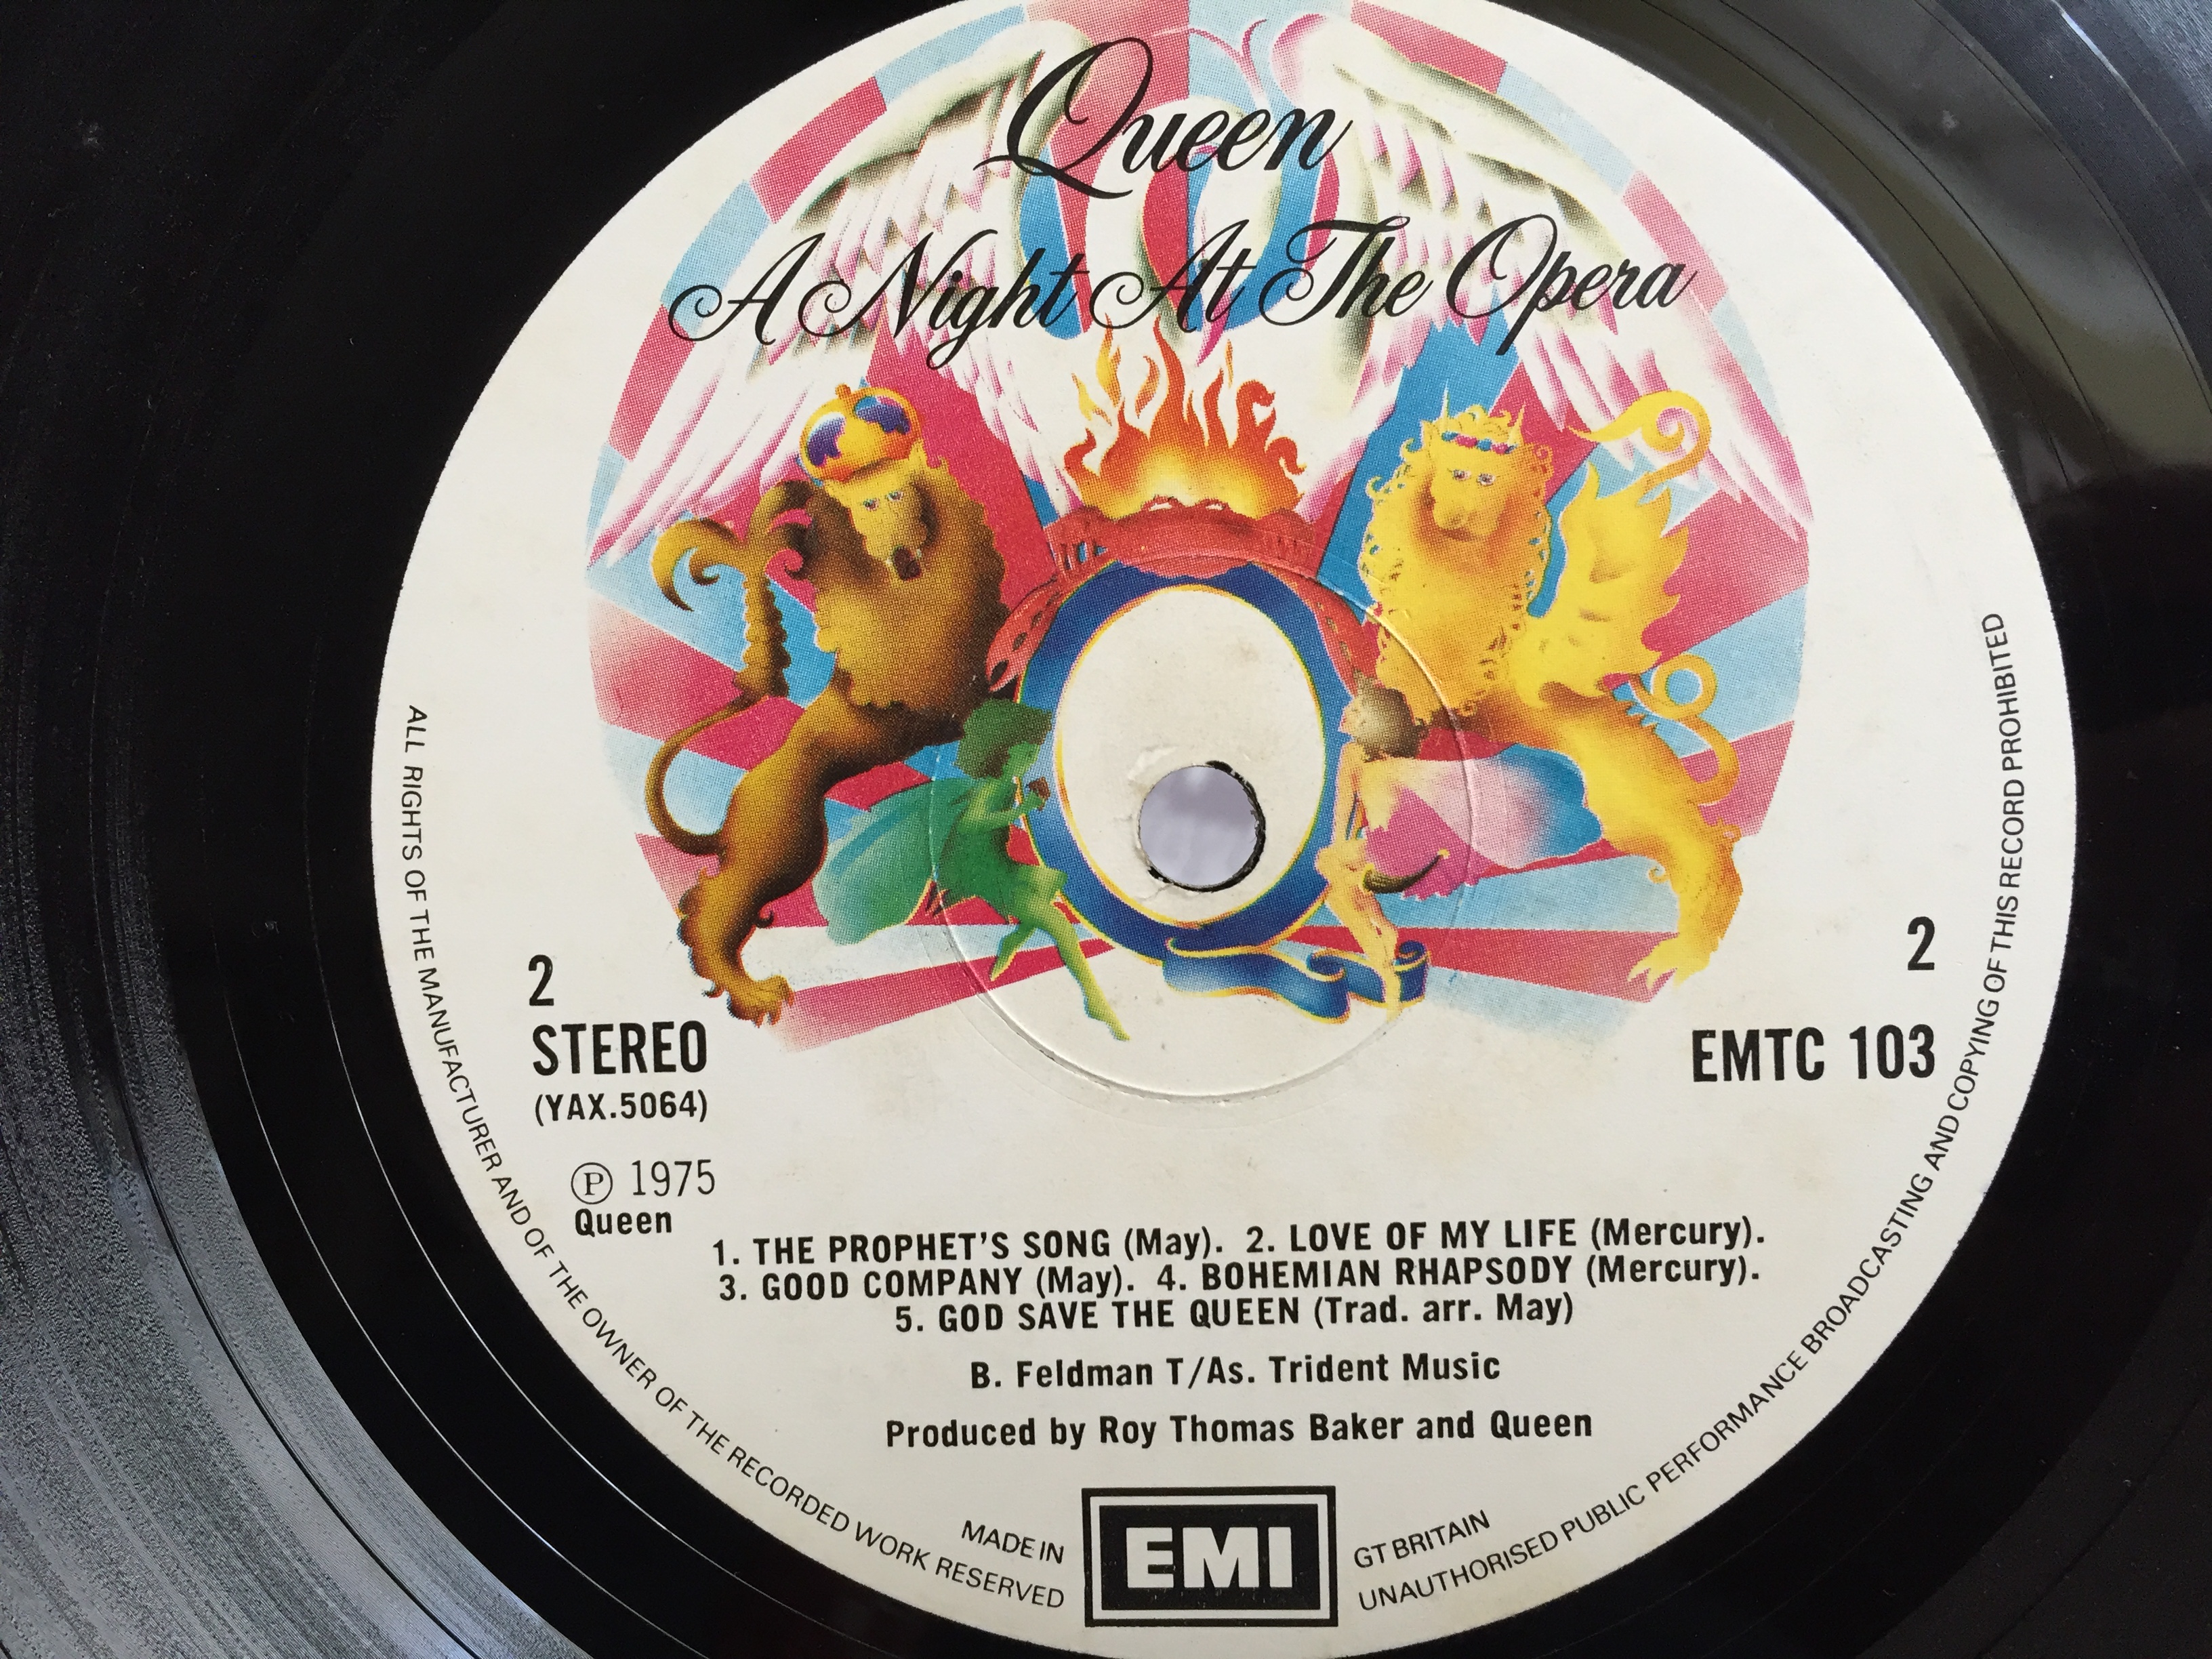 Queen
A Night At The Opera
2
STEREO
(YAX.5064)
℗ 1975
Queen
2
EMTC 103
1. THE PROPHET'S SONG (May). 2. LOVE OF MY LIFE (Mercury).
3. GOOD COMPANY (May). 4. BOHEMIAN RHAPSODY (Mercury).
5. GOD SAVE THE QUEEN (Trad. arr. May)
B. Feldman T/As. Trident Music
Produced by Roy Thomas Baker and Queen
MADE IN
EMI
GT BRITAIN
ALL RIGHTS OF THE MANUFACTURER AND OF THE OWNER OF THE RECORDED WORK RESERVED
UNAUTHORISED PUBLIC PERFORMANCE BROADCASTING AND COPYING OF THIS RECORD PROHIBITED